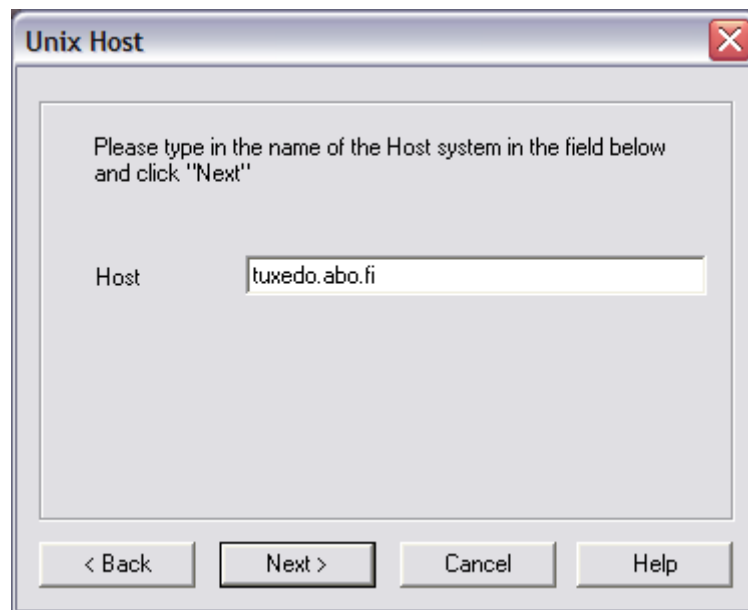 Unix Host
Please type in the name of the Host system in the field below
and click "Next"
Host
tuxedo.abo.fi
< Back
Next >
Cancel
Help